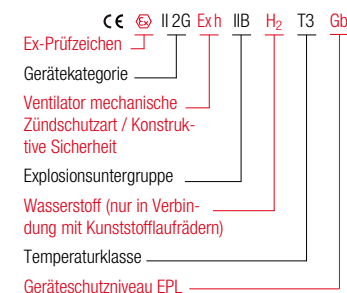 CE Ex II 2G Ex h IIB H₂ T3 Gb
Ex-Prüfzeichen
Gerätekategorie
Ventilator mechanische
Zündschutzart / Konstruk-
tive Sicherheit
Explosionsuntergruppe
Wasserstoff (nur in Verbin-
dung mit Kunststofflaufrädern)
Temperaturklasse
Geräteschutzniveau EPL